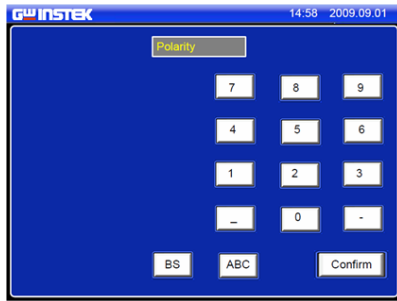 GW INSTEK 14:58 2009.09.01
Polarity
7 8 9
4 5 6
1 2 3
_ 0 -
BS ABC Confirm